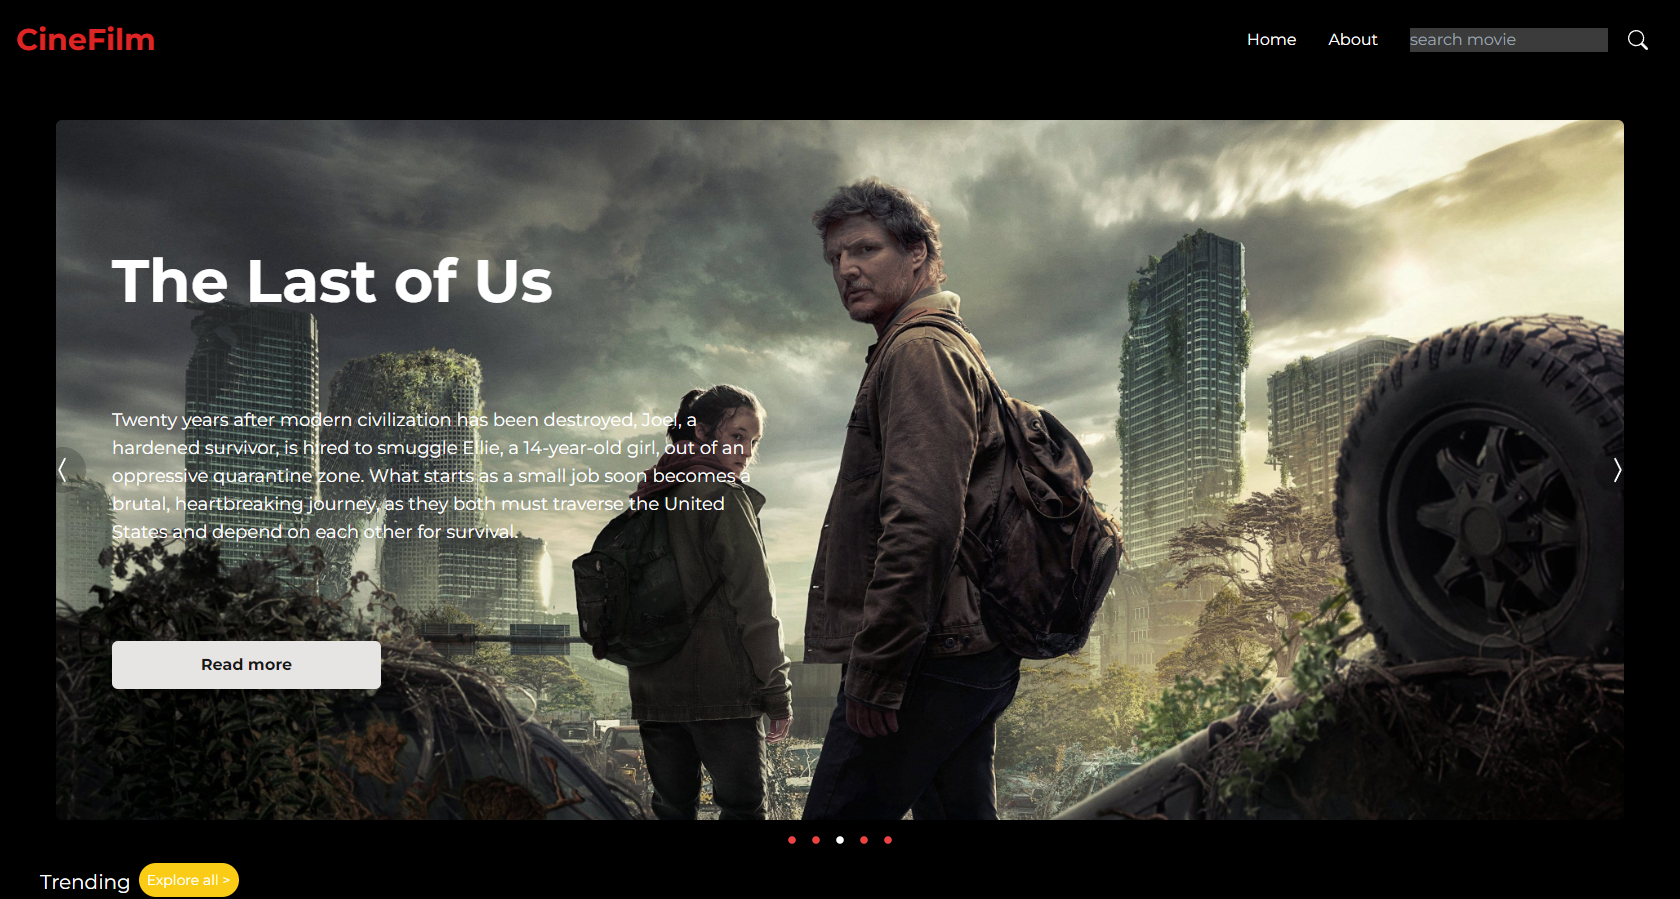 CineFilm
Home
About
search movie
The Last of Us
Twenty years after modern civilization has been destroyed, Joel, a
hardened survivor, is hired to smuggle Ellie, a 14-year-old girl, out of an
oppressive quarantine zone. What starts as a small job soon becomes a
brutal, heartbreaking journey, as they both must traverse the United
States and depend on each other for survival.
Read more
Trending
Explore all >